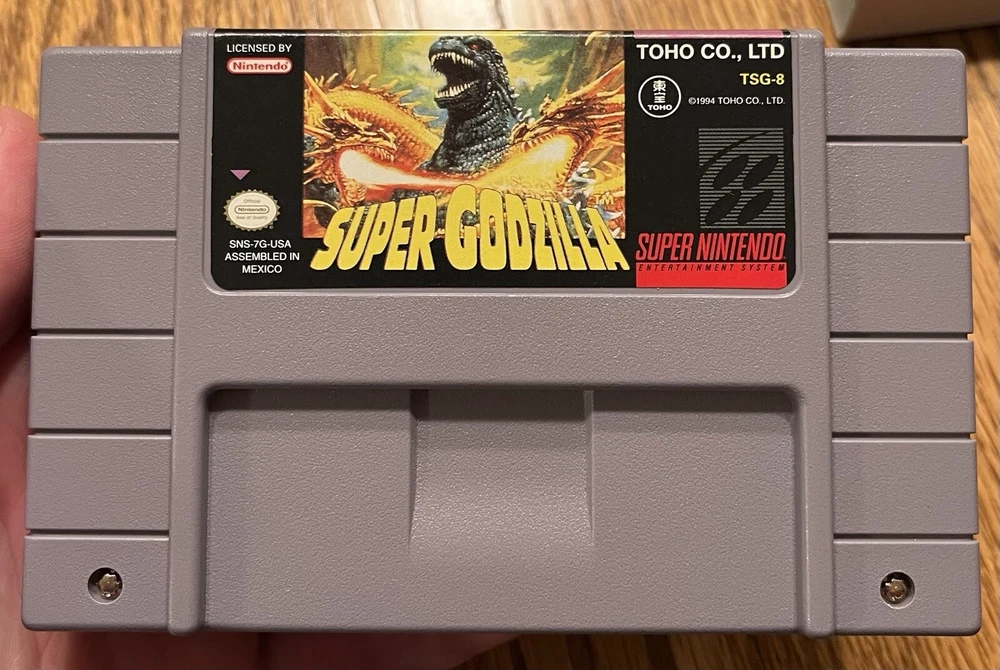 LICENSED BY
Nintendo
TOHO CO., LTD
TSG-8
東宝
TOHO
©1994 TOHO CO., LTD.
Official
Nintendo
Seal of Quality
SNS-7G-USA
ASSEMBLED IN
MEXICO
SUPER GODZILLA™
SUPER NINTENDO
ENTERTAINMENT SYSTEM